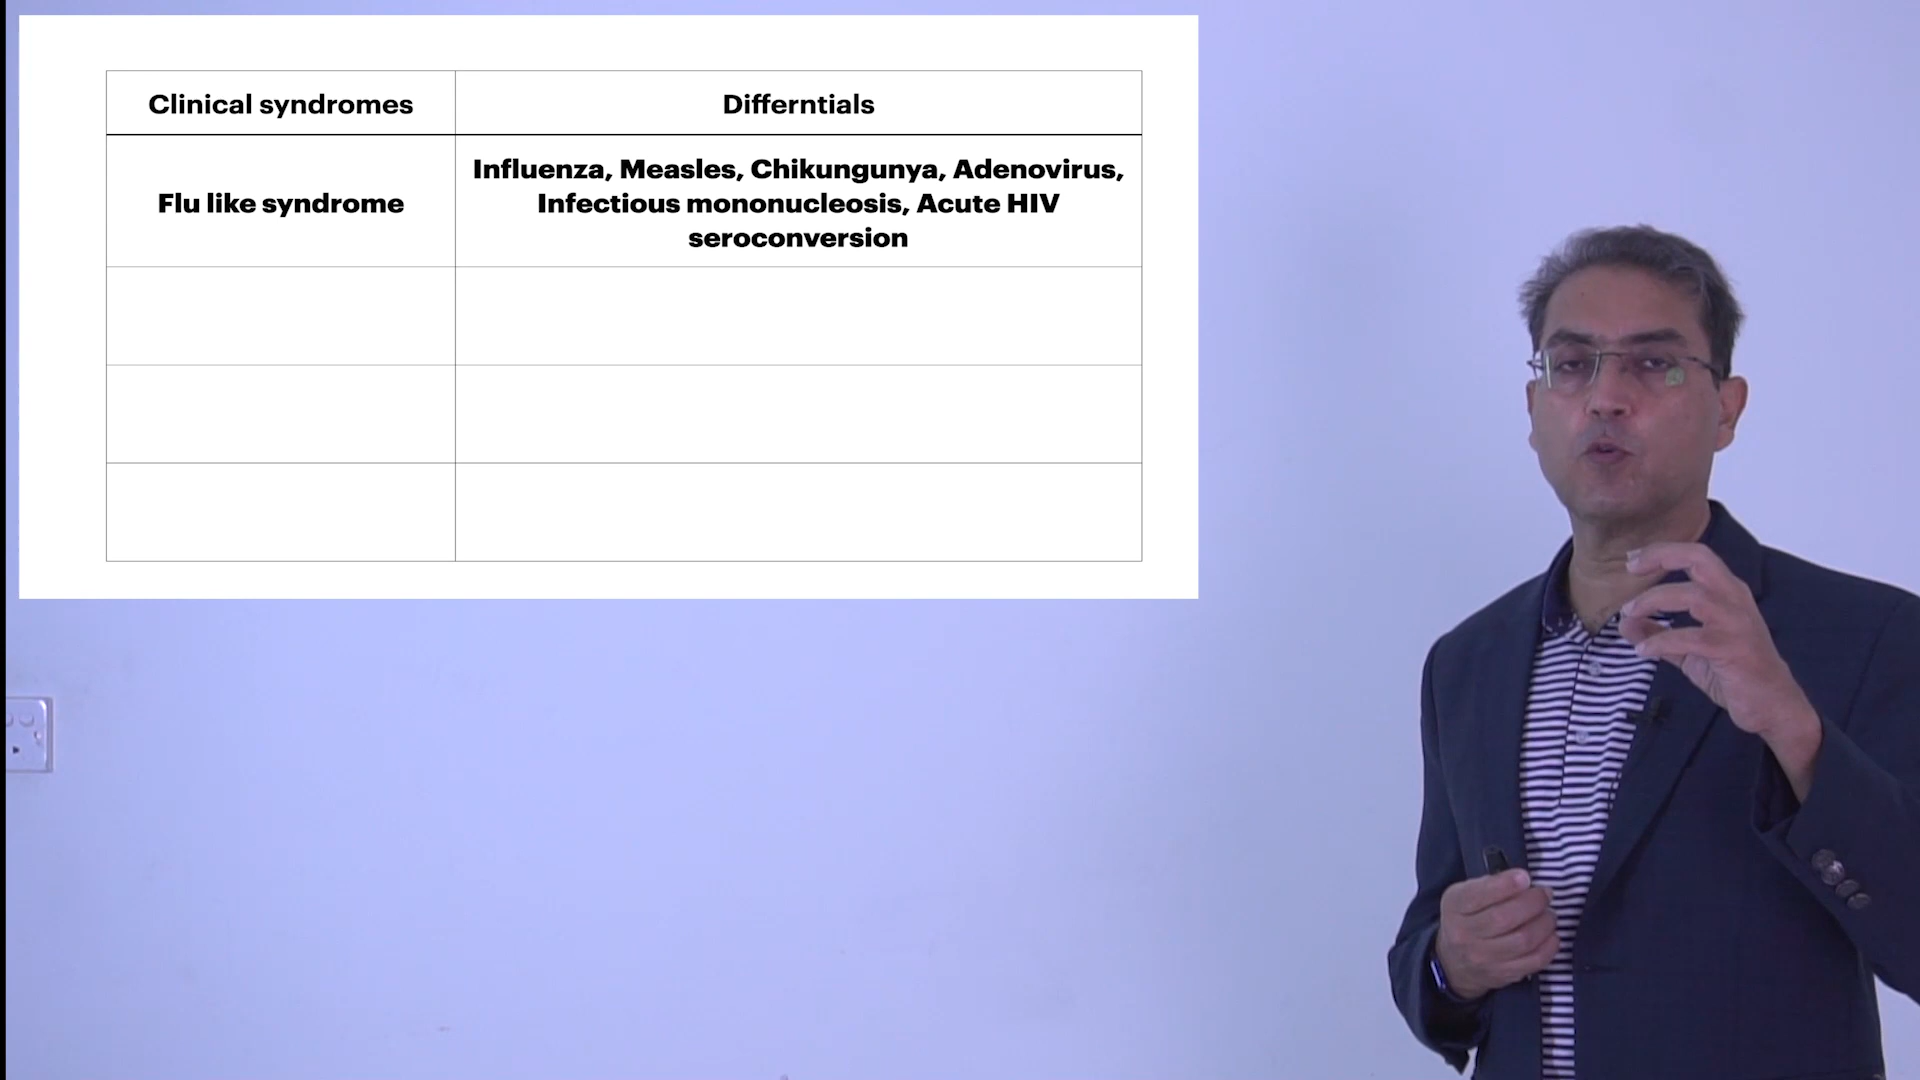 Clinical syndromes
Differntials
Flu like syndrome
Influenza, Measles, Chikungunya, Adenovirus,
Infectious mononucleosis, Acute HIV
seroconversion